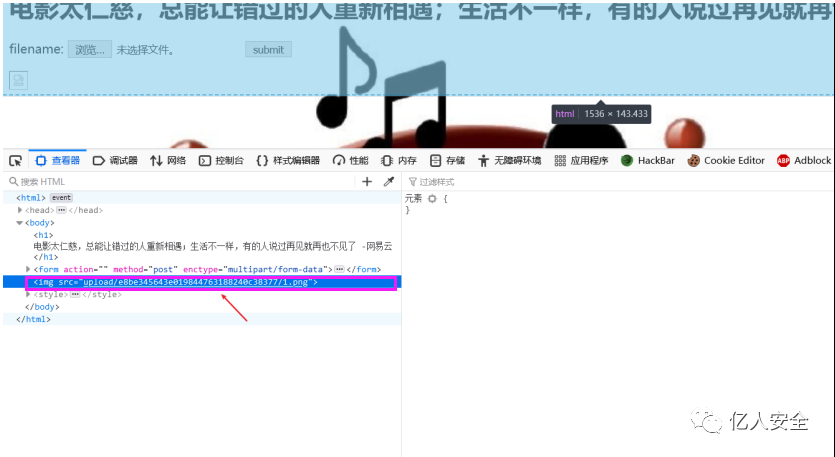 电影太仁慈，总能让错过的人重新相遇；生活不一样，有的人说过再见就再
filename: 浏览... 未选择文件。 submit
html 1536 × 143.433
查看器 调试器 网络 控制台 样式编辑器 性能 内存 存储 无障碍环境 应用程序 HackBar Cookie Editor Adblock
搜索 HTML
过滤样式
<html> event
<head> ··· </head>
<body>
<h1>
电影太仁慈，总能让错过的人重新相遇；生活不一样，有的人说过再见就再也不见了 -网易云
</h1>
<form action="" method="post" enctype="multipart/form-data"> ··· </form>
<img src="upload/e8be345643e019844763188240c38377/1.png">
<style> ··· </style>
</body>
</html>
元素 {
}
亿人安全